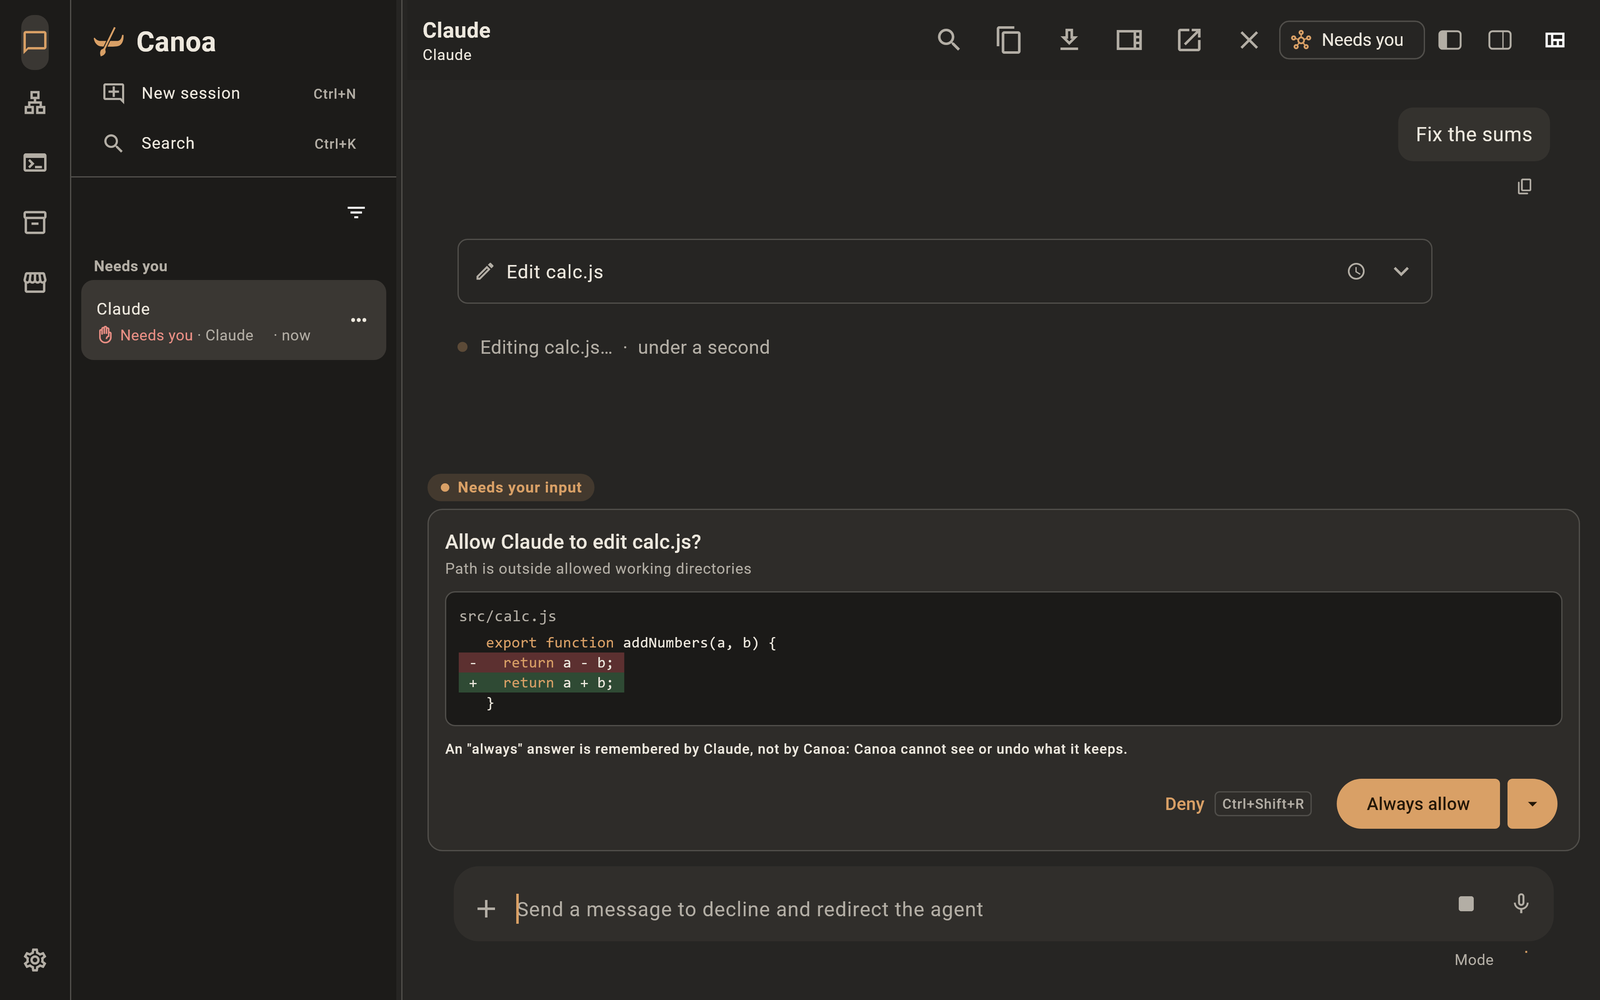 Canoa
New session Ctrl+N
Search Ctrl+K
Needs you
Claude
Needs you · Claude · now
Claude
Claude
Needs you
Fix the sums
Edit calc.js
Editing calc.js… · under a second
Needs your input
Allow Claude to edit calc.js?
Path is outside allowed working directories
src/calc.js
export function addNumbers(a, b) {
-   return a - b;
+   return a + b;
}
An "always" answer is remembered by Claude, not by Canoa: Canoa cannot see or undo what it keeps.
Deny Ctrl+Shift+R Always allow
Send a message to decline and redirect the agent
Mode